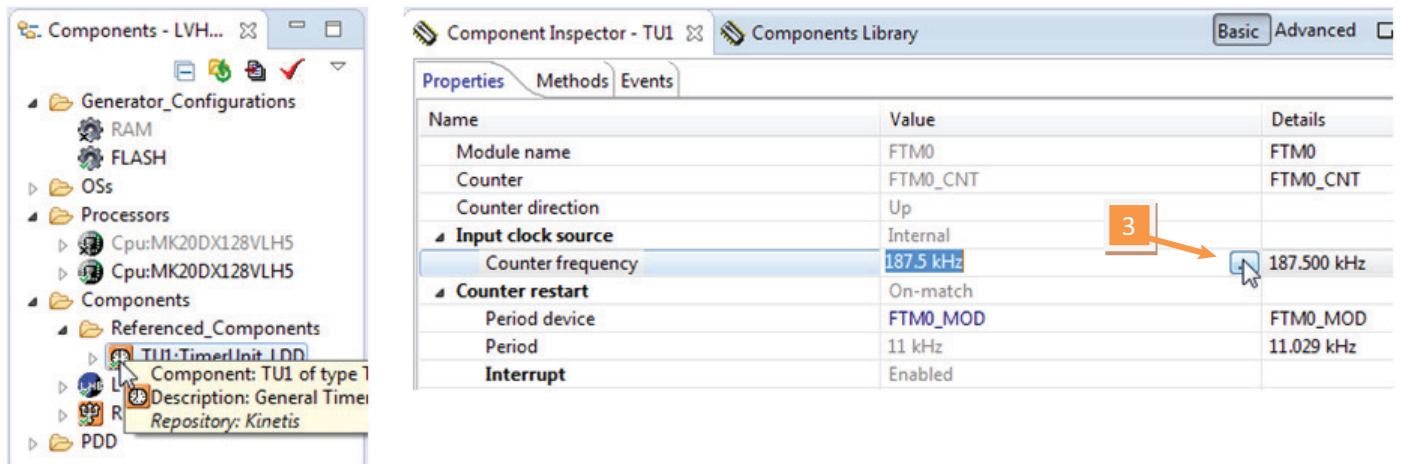 Components - LVH...
Generator_Configurations
RAM
FLASH
OSs
Processors
Cpu:MK20DX128VLH5
Cpu:MK20DX128VLH5
Components
Referenced_Components
TU1:TimerUnit_LDD
Component: TU1 of type T
L
Description: General Time
R
Repository: Kinetis
PDD
Component Inspector - TU1 Components Library Basic Advanced
Properties Methods Events
Name Value Details
Module name FTM0 FTM0
Counter FTM0_CNT FTM0_CNT
Counter direction Up
3
Input clock source Internal
Counter frequency 187.5 kHz 187.500 kHz
Counter restart On-match
Period device FTM0_MOD FTM0_MOD
Period 11 kHz 11.029 kHz
Interrupt Enabled